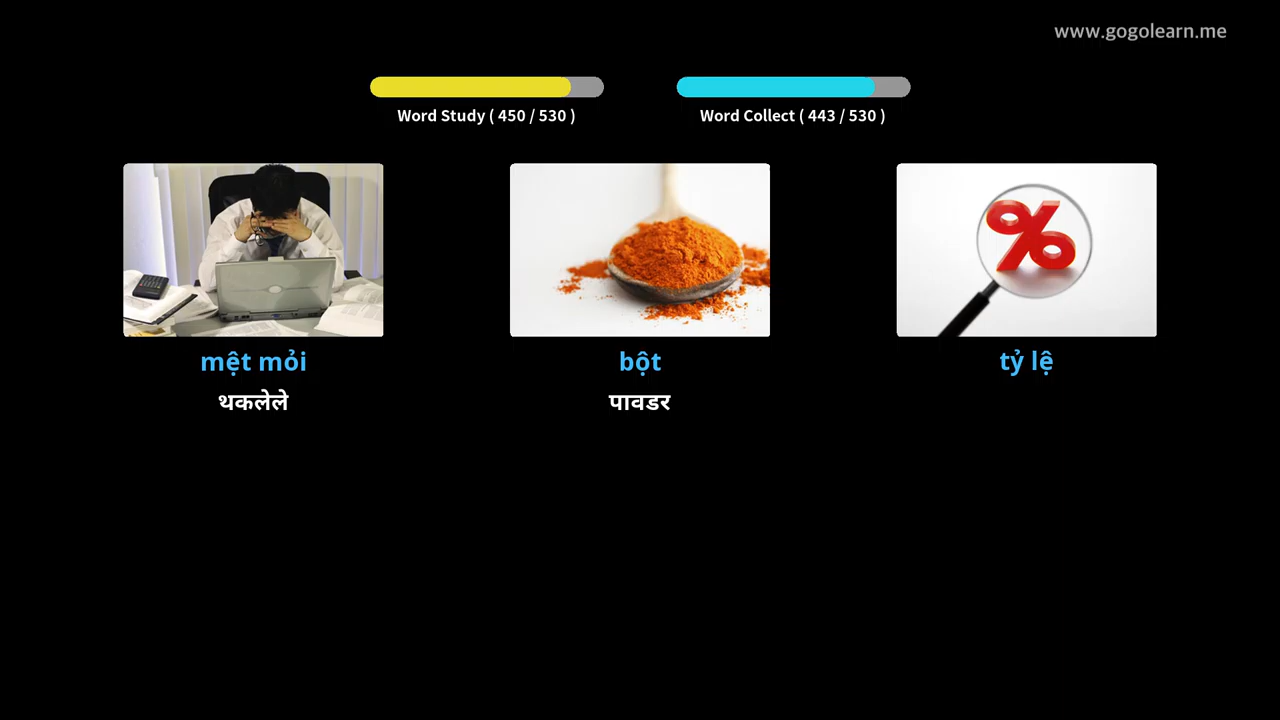 www.gogolearn.me
Word Study ( 450 / 530 )
Word Collect ( 443 / 530 )
%
mệt mỏi
bột
tỷ lệ
थकलेले
पावडर